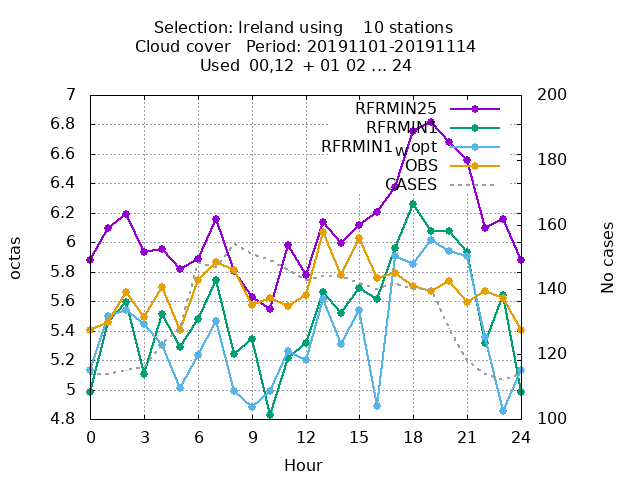 Selection: Ireland using    10 stations
Cloud cover   Period: 20191101-20191114
Used  00,12  + 01 02 ... 24
7
6.8
6.6
6.4
6.2
6
5.8
5.6
5.4
5.2
5
4.8
octas
200
180
160
140
120
100
No cases
RFRMIN25
RFRMIN1
RFRMIN1wopt
OBS
CASES
0 3 6 9 12 15 18 21 24
Hour